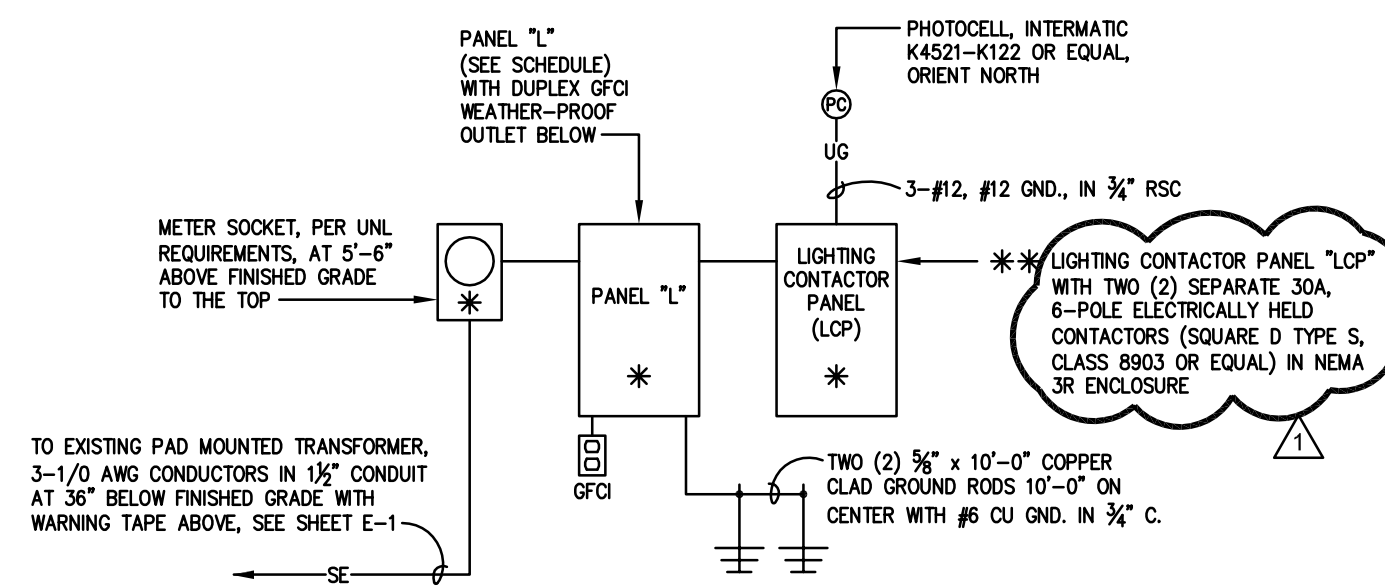 PANEL "L"
(SEE SCHEDULE)
WITH DUPLEX GFCI
WEATHER-PROOF
OUTLET BELOW
PHOTOCELL, INTERMATIC
K4521-K122 OR EQUAL,
ORIENT NORTH
PC
UG
3-#12, #12 GND., IN ¾" RSC
METER SOCKET, PER UNL
REQUIREMENTS, AT 5'-6"
ABOVE FINISHED GRADE
TO THE TOP
*
PANEL "L"
*
LIGHTING
CONTACTOR
PANEL
(LCP)
*
** LIGHTING CONTACTOR PANEL "LCP"
WITH TWO (2) SEPARATE 30A,
6-POLE ELECTRICALLY HELD
CONTACTORS (SQUARE D TYPE S,
CLASS 8903 OR EQUAL) IN NEMA
3R ENCLOSURE
1
TO EXISTING PAD MOUNTED TRANSFORMER,
3-1/0 AWG CONDUCTORS IN 1½" CONDUIT
AT 36" BELOW FINISHED GRADE WITH
WARNING TAPE ABOVE, SEE SHEET E-1
GFCI
TWO (2) ⅝" x 10'-0" COPPER
CLAD GROUND RODS 10'-0" ON
CENTER WITH #6 CU GND. IN ¾" C.
SE